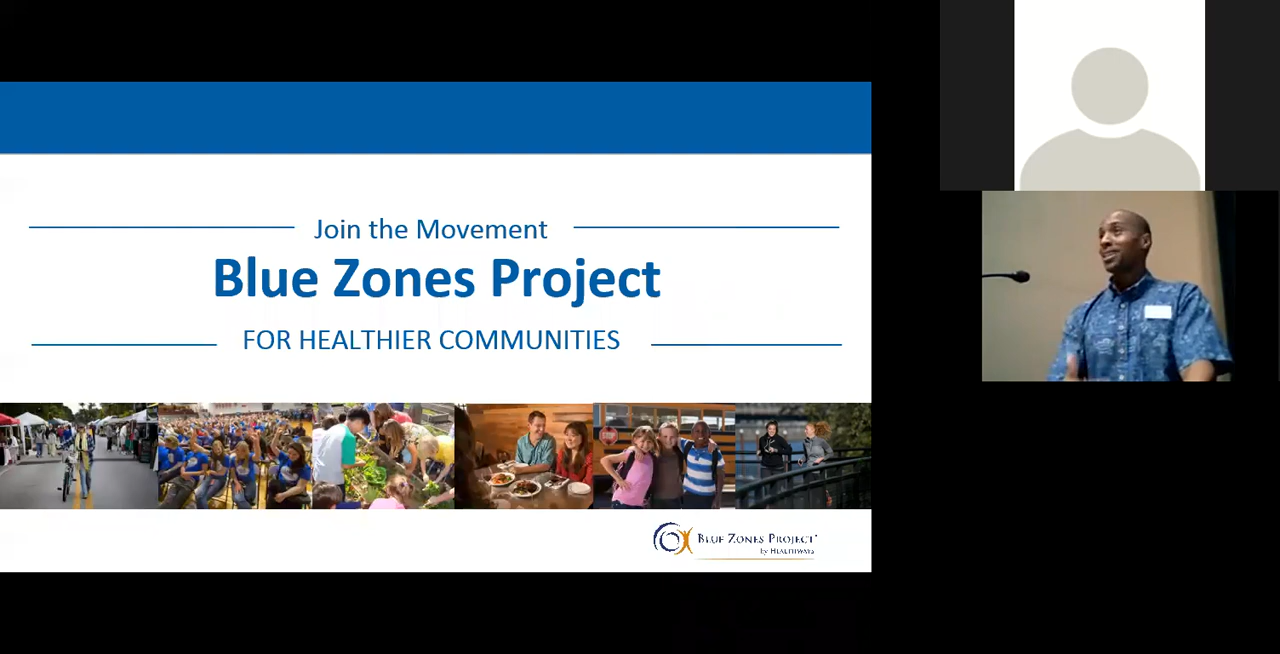 Join the Movement
Blue Zones Project
FOR HEALTHIER COMMUNITIES
BLUE ZONES PROJECT®
by HEALTHWAYS